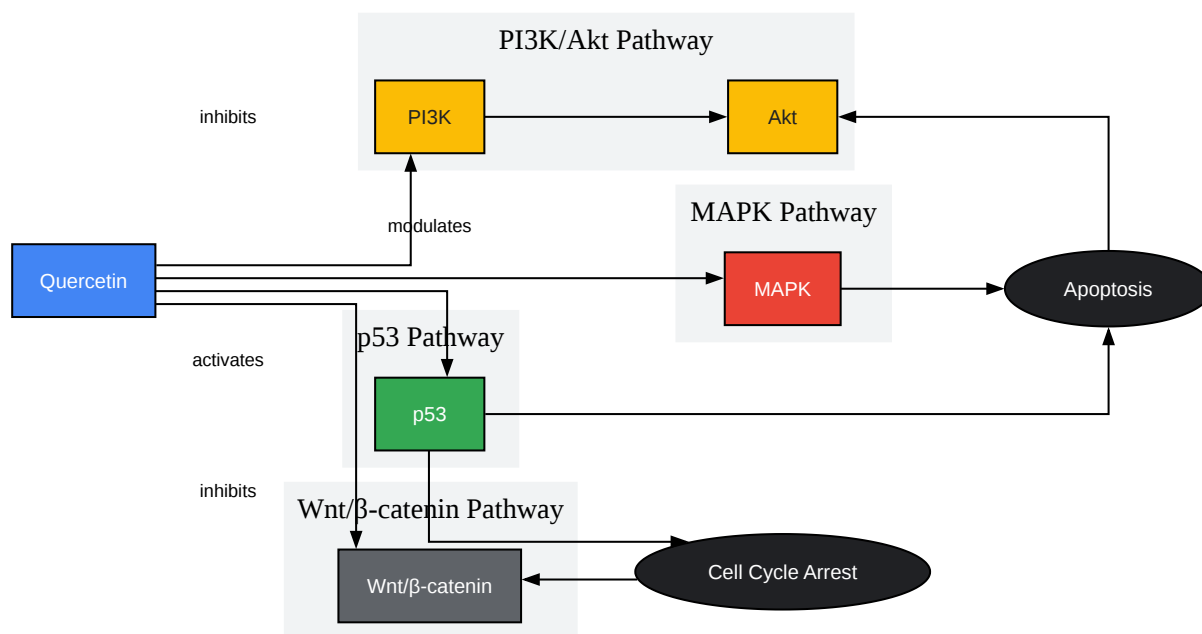 PI3K/Akt Pathway
inhibits
PI3K
Akt
MAPK Pathway
modulates
Quercetin
MAPK
Apoptosis
p53 Pathway
activates
p53
inhibits
Wnt/β-catenin Pathway
Wnt/β-catenin
Cell Cycle Arrest